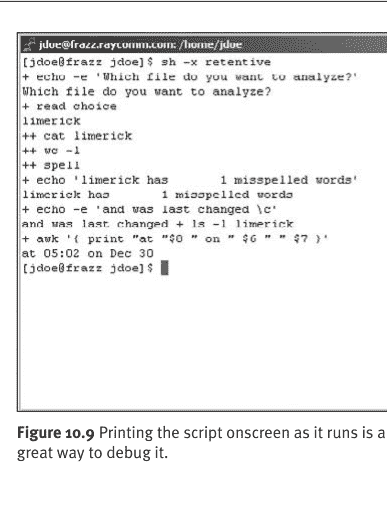 jdoe@frazz.raycomm.com: /home/jdoe
[jdoe@frazz jdoe]$ sh -x retentive
+ echo -e 'Which file do you want to analyze?'
Which file do you want to analyze?
+ read choice
limerick
++ cat limerick
++ wc -l
++ spell
+ echo 'limerick has       1 misspelled words'
limerick has       1 misspelled words
+ echo -e 'and was last changed \c'
and was last changed + ls -l limerick
+ awk '{ print "at "$0 " on " $6 " " $7 }'
at 05:02 on Dec 30
[jdoe@frazz jdoe]$
Figure 10.9 Printing the script onscreen as it runs is a
great way to debug it.